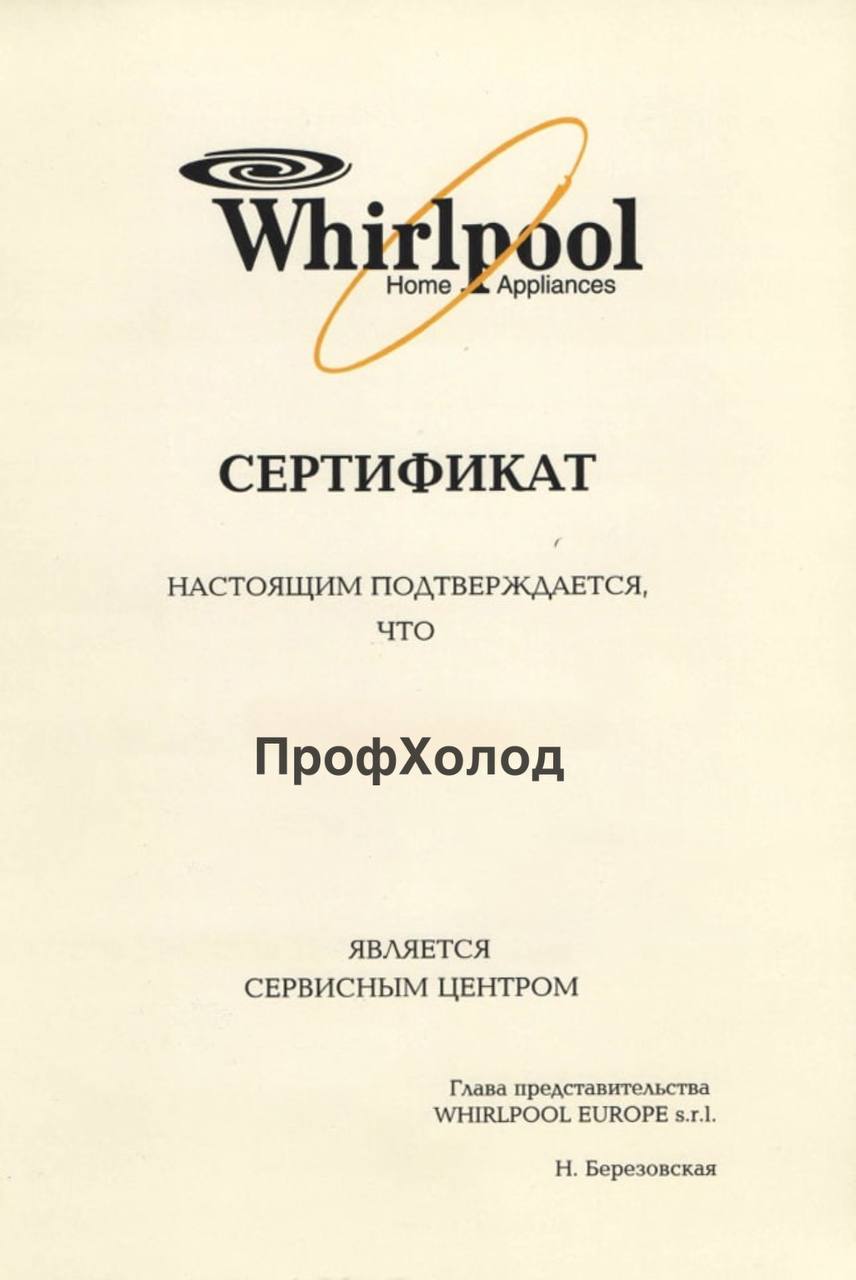 Whirlpool
Home Appliances
СЕРТИФИКАТ
НАСТОЯЩИМ ПОДТВЕРЖДАЕТСЯ,
ЧТО
ПрофХолод
ЯВЛЯЕТСЯ
СЕРВИСНЫМ ЦЕНТРОМ
Глава представительства
WHIRLPOOL EUROPE s.r.l.
Н. Березовская